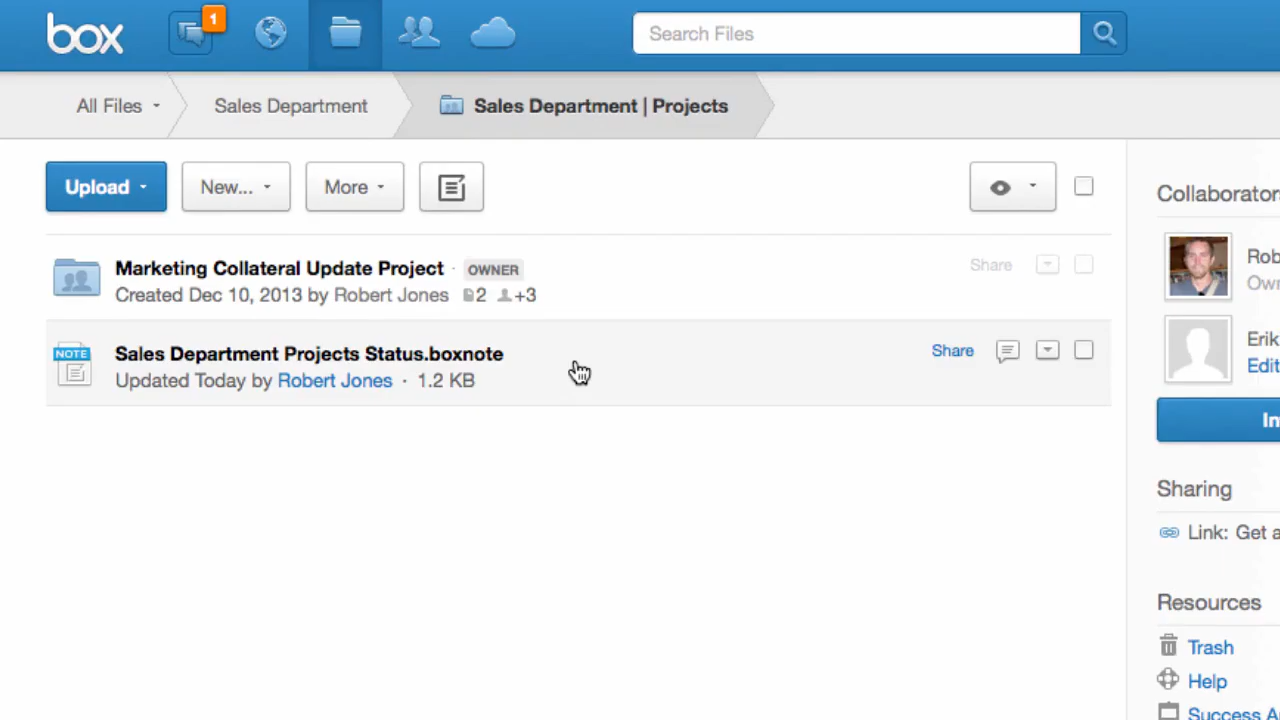 box
1
Search Files
All Files
Sales Department
Sales Department | Projects
Upload
New...
More
Marketing Collateral Update Project · OWNER
Share
Created Dec 10, 2013 by Robert Jones 2 +3
NOTE
Sales Department Projects Status.boxnote
Share
Updated Today by Robert Jones · 1.2 KB
Collaborators
Rob
Own
Erik
Edit
In
Sharing
Link: Get a
Resources
Trash
Help
Success A